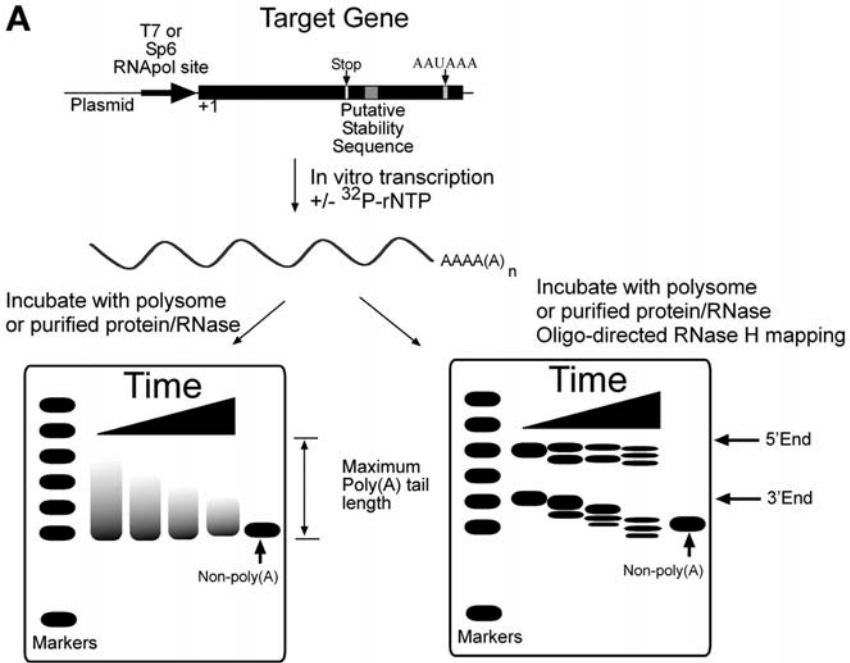 A
Target Gene
T7 or
Sp6
RNApol site
Stop
AAUAAA
Plasmid
+1
Putative
Stability
Sequence
In vitro transcription
+/- ³²P-rNTP
AAAA(A)n
Incubate with polysome
or purified protein/RNase
Incubate with polysome
or purified protein/RNase
Oligo-directed RNase H mapping
Time
Maximum
Poly(A) tail
length
Non-poly(A)
Markers
Time
5'End
3'End
Non-poly(A)
Markers